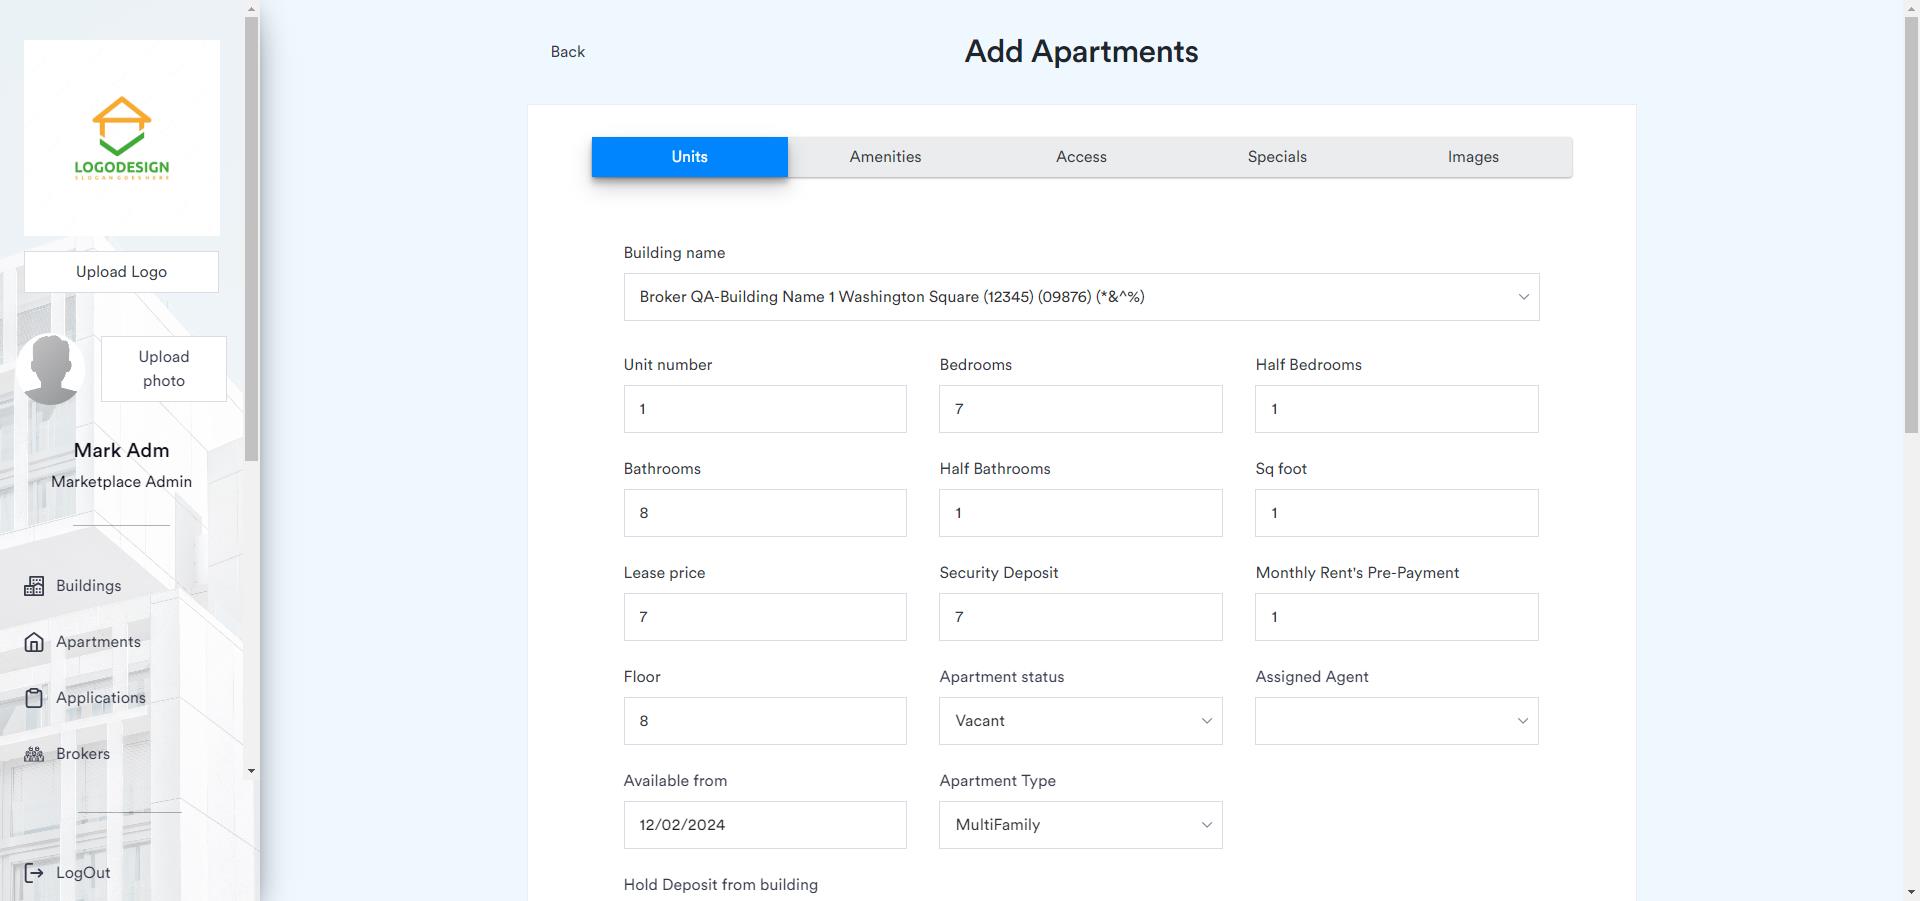 LOGODESIGN
SLOGAN GOES HERE
Upload Logo
Upload
photo
Mark Adm
Marketplace Admin
Buildings
Apartments
Applications
Brokers
LogOut
Back
Add Apartments
Units
Amenities
Access
Specials
Images
Building name
Broker QA-Building Name 1 Washington Square (12345) (09876) (*&^%)
Unit number
Bedrooms
Half Bedrooms
1
7
1
Bathrooms
Half Bathrooms
Sq foot
8
1
1
Lease price
Security Deposit
Monthly Rent's Pre-Payment
7
7
1
Floor
Apartment status
Assigned Agent
8
Vacant
Available from
Apartment Type
12/02/2024
MultiFamily
Hold Deposit from building